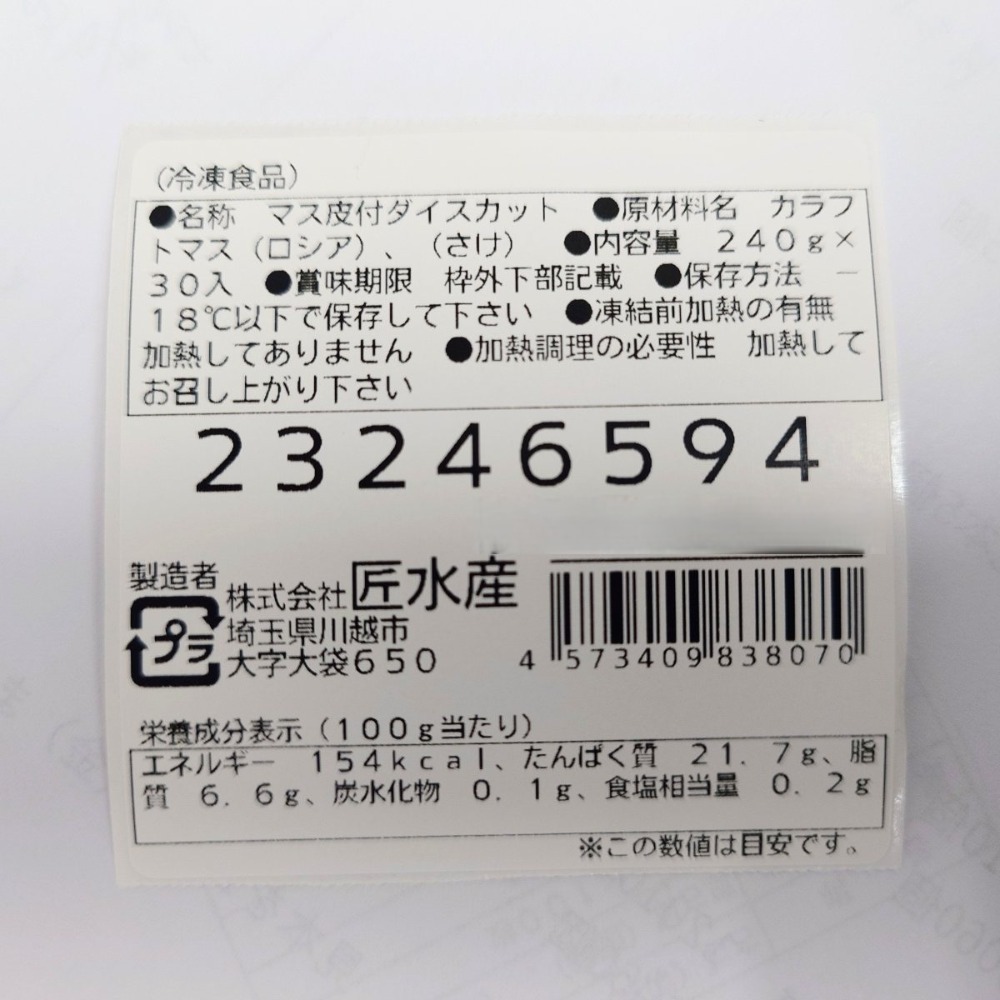 (冷凍食品)
●名称　マス皮付ダイスカット　●原材料名　カラフ
トマス（ロシア）、（さけ）　●内容量　２４０ｇ×
３０入　●賞味期限　枠外下部記載　●保存方法　－
１８℃以下で保存して下さい　●凍結前加熱の有無
加熱してありません　●加熱調理の必要性　加熱して
お召し上がり下さい
23246594
製造者
株式会社匠水産
プラ
埼玉県川越市
大字大袋６５０
4 573409 838070
栄養成分表示（１００ｇ当たり）
エネルギー　１５４ｋｃａｌ、たんぱく質　２１．７ｇ、脂
質　６．６ｇ、炭水化物　０．１ｇ、食塩相当量　０．２ｇ
※この数値は目安です。